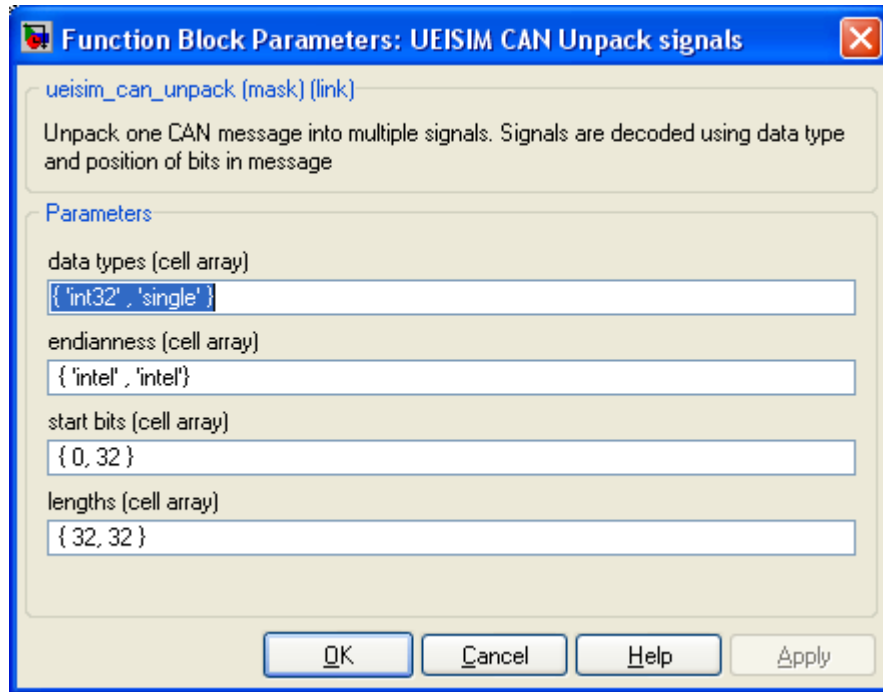 Function Block Parameters: UEISIM CAN Unpack signals
ueisim_can_unpack (mask) (link)
Unpack one CAN message into multiple signals. Signals are decoded using data type
and position of bits in message
Parameters
data types (cell array)
{ 'int32' , 'single' }
endianness (cell array)
{ 'intel' , 'intel'}
start bits (cell array)
{ 0, 32 }
lengths (cell array)
{ 32, 32 }
OK Cancel Help Apply